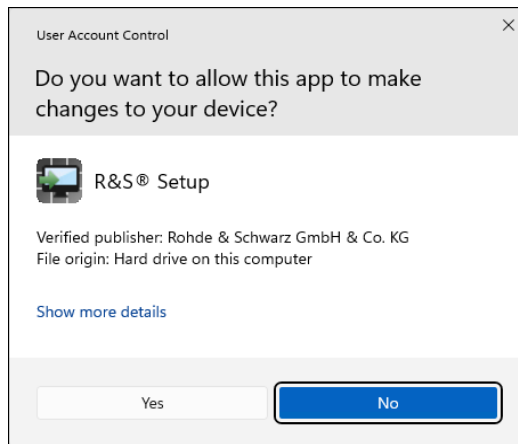 User Account Control
Do you want to allow this app to make
changes to your device?
R&S® Setup
Verified publisher: Rohde & Schwarz GmbH & Co. KG
File origin: Hard drive on this computer
Show more details
Yes
No